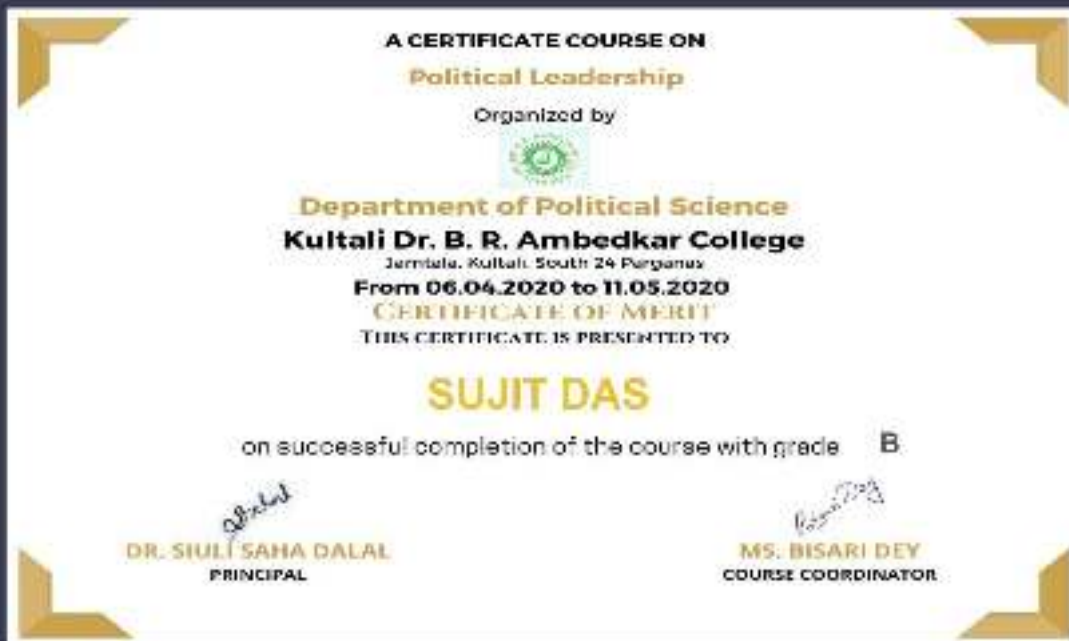 A CERTIFICATE COURSE ON
Political Leadership
Organized by
Department of Political Science
Kultali Dr. B. R. Ambedkar College
Jamtala, Kultali, South 24 Parganas
From 06.04.2020 to 11.05.2020
CERTIFICATE OF MERIT
THIS CERTIFICATE IS PRESENTED TO
SUJIT DAS
on successful completion of the course with grade B
DR. SIULI SAHA DALAL
PRINCIPAL
MS. BISARI DEY
COURSE COORDINATOR